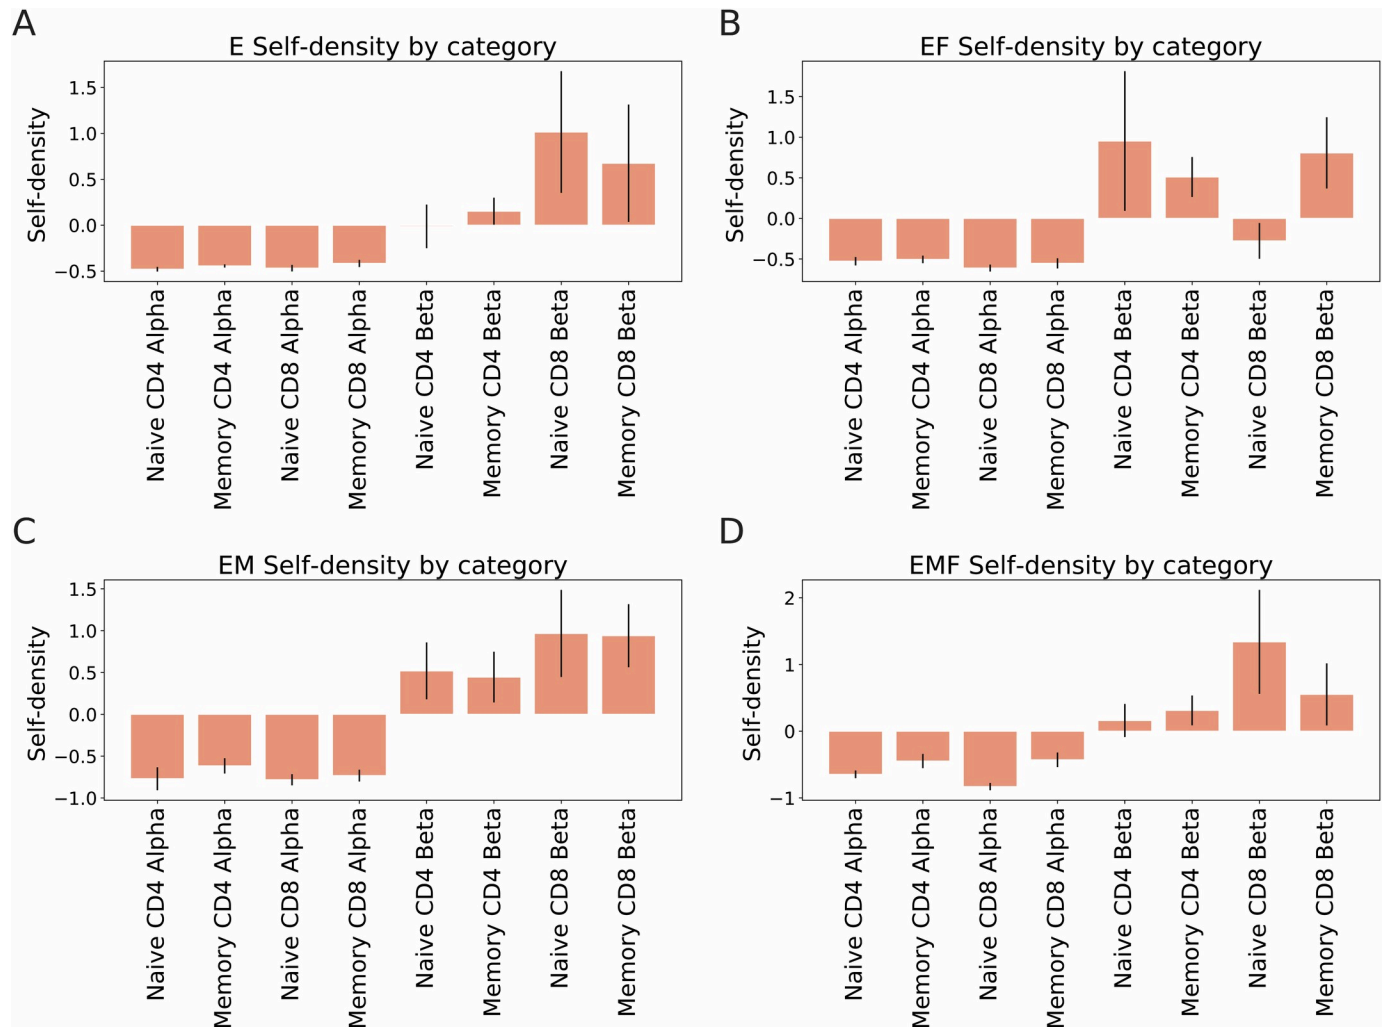 A
E Self-density by category
Self-density
1.5
1.0
0.5
0.0
−0.5
Naive CD4 Alpha
Memory CD4 Alpha
Naive CD8 Alpha
Memory CD8 Alpha
Naive CD4 Beta
Memory CD4 Beta
Naive CD8 Beta
Memory CD8 Beta
B
EF Self-density by category
Self-density
1.5
1.0
0.5
0.0
−0.5
Naive CD4 Alpha
Memory CD4 Alpha
Naive CD8 Alpha
Memory CD8 Alpha
Naive CD4 Beta
Memory CD4 Beta
Naive CD8 Beta
Memory CD8 Beta
C
EM Self-density by category
Self-density
1.5
1.0
0.5
0.0
−0.5
−1.0
Naive CD4 Alpha
Memory CD4 Alpha
Naive CD8 Alpha
Memory CD8 Alpha
Naive CD4 Beta
Memory CD4 Beta
Naive CD8 Beta
Memory CD8 Beta
D
EMF Self-density by category
Self-density
2
1
0
−1
Naive CD4 Alpha
Memory CD4 Alpha
Naive CD8 Alpha
Memory CD8 Alpha
Naive CD4 Beta
Memory CD4 Beta
Naive CD8 Beta
Memory CD8 Beta